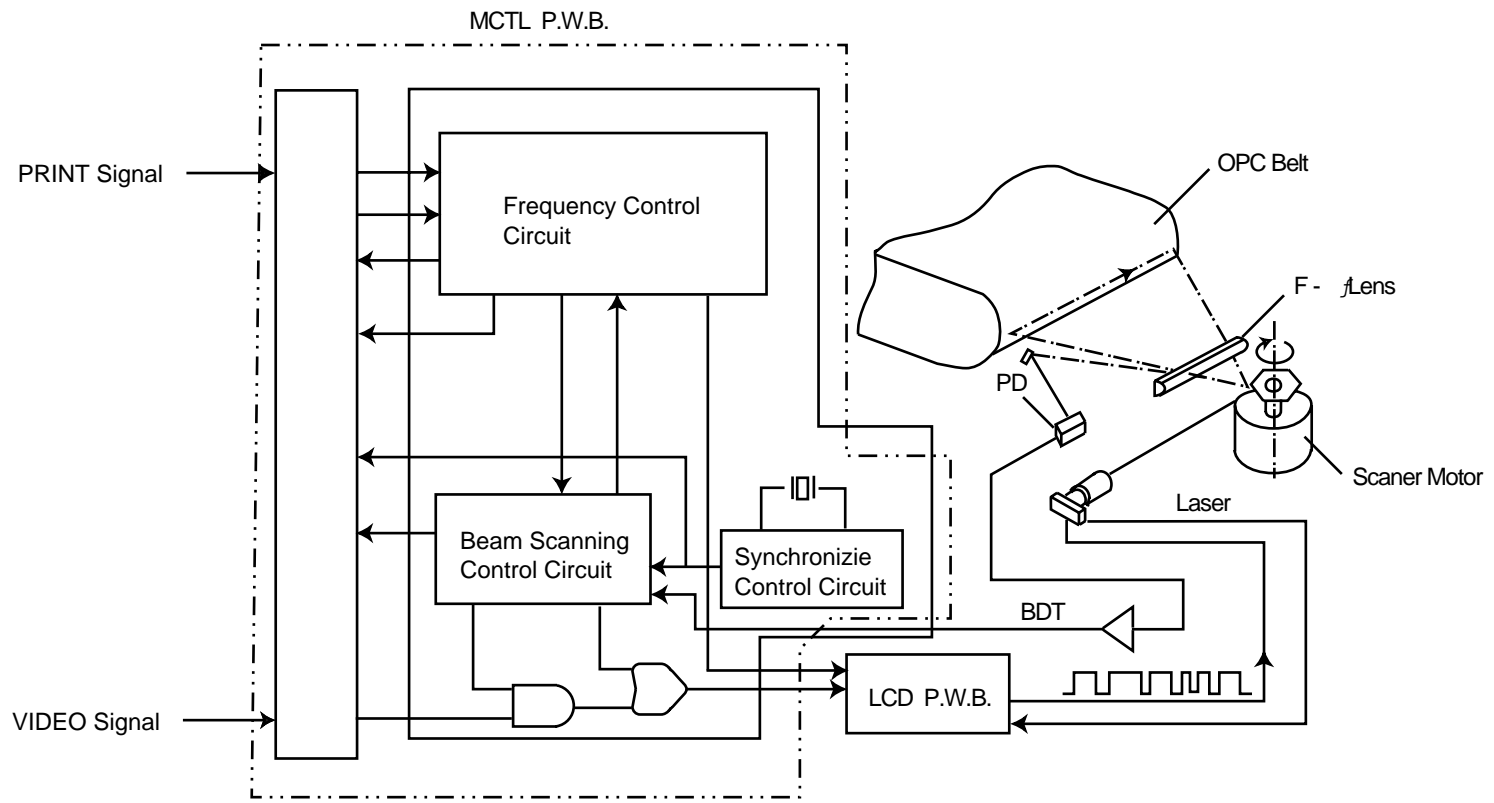 MCTL P.W.B.
PRINT Signal
Frequency Control
Circuit
OPC Belt
F - ƒLens
PD
Scaner Motor
Laser
Beam Scanning
Control Circuit
Synchronizie
Control Circuit
BDT
LCD P.W.B.
VIDEO Signal